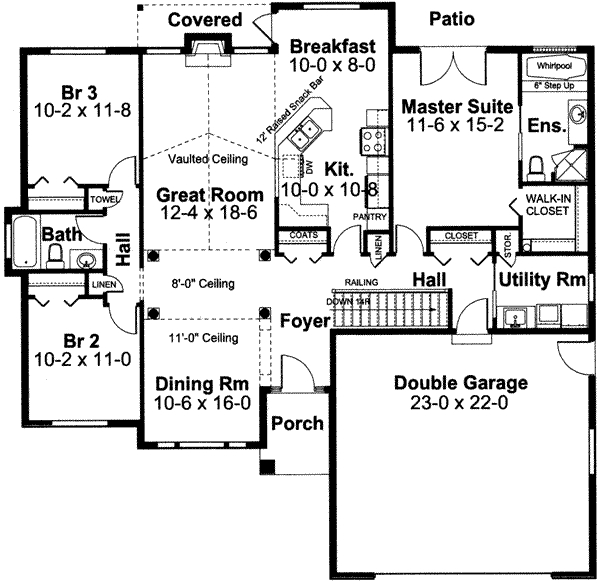 Covered
Patio
Breakfast
10-0 x 8-0
Whirlpool
6" Step Up
Br 3
10-2 x 11-8
12" Raised Snack Bar
Master Suite
11-6 x 15-2
Ens.
Vaulted Ceiling
DW
Kit.
10-0 x 10-8
Great Room
12-4 x 18-6
TOWEL
PANTRY
WALK-IN
CLOSET
Bath
Hall
COATS
LINEN
CLOSET
STOR.
LINEN
8'-0" Ceiling
RAILING
Hall
Utility Rm
DOWN 14R
Foyer
Br 2
10-2 x 11-0
11'-0" Ceiling
Dining Rm
10-6 x 16-0
Double Garage
23-0 x 22-0
Porch